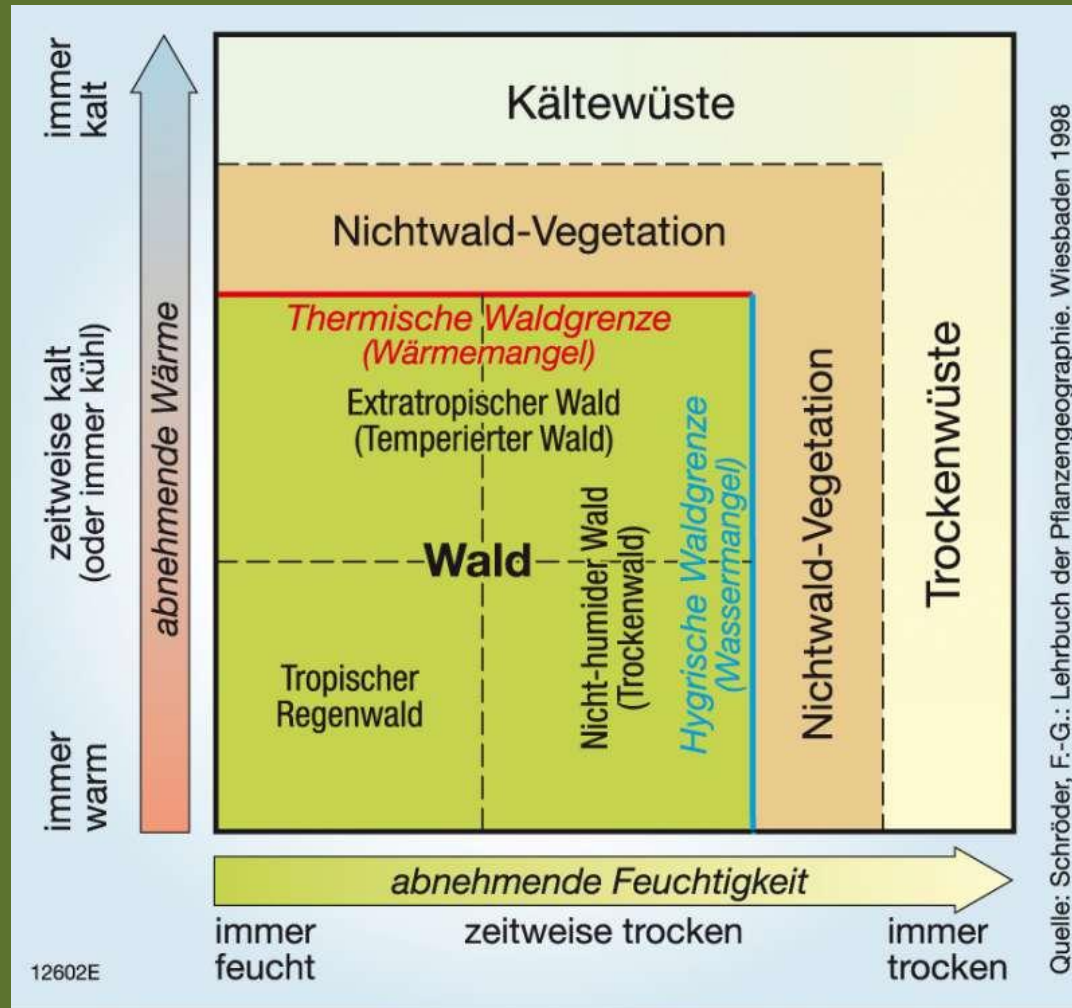 immer
kalt
zeitweise kalt
(oder immer kühl)
immer
warm
abnehmende Wärme
Kältewüste
Nichtwald-Vegetation
Thermische Waldgrenze
(Wärmemangel)
Extratropischer Wald
(Temperierter Wald)
Wald
Tropischer
Regenwald
Nicht-humider Wald
(Trockenwald)
Hygrische Waldgrenze
(Wassermangel)
Nichtwald-Vegetation
Trockenwüste
abnehmende Feuchtigkeit
immer
feucht
zeitweise trocken
immer
trocken
12602E
Quelle: Schröder, F.-G.: Lehrbuch der Pflanzengeographie. Wiesbaden 1998